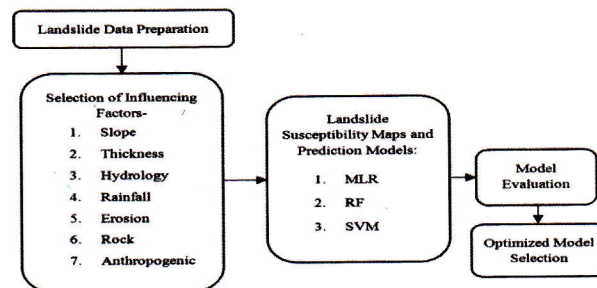 Landslide Data Preparation
Selection of Influencing
Factors-
1. Slope
2. Thickness
3. Hydrology
4. Rainfall
5. Erosion
6. Rock
7. Anthropogenic
Landslide
Susceptibility Maps and
Prediction Models:
1. MLR
2. RF
3. SVM
Model
Evaluation
Optimized Model
Selection